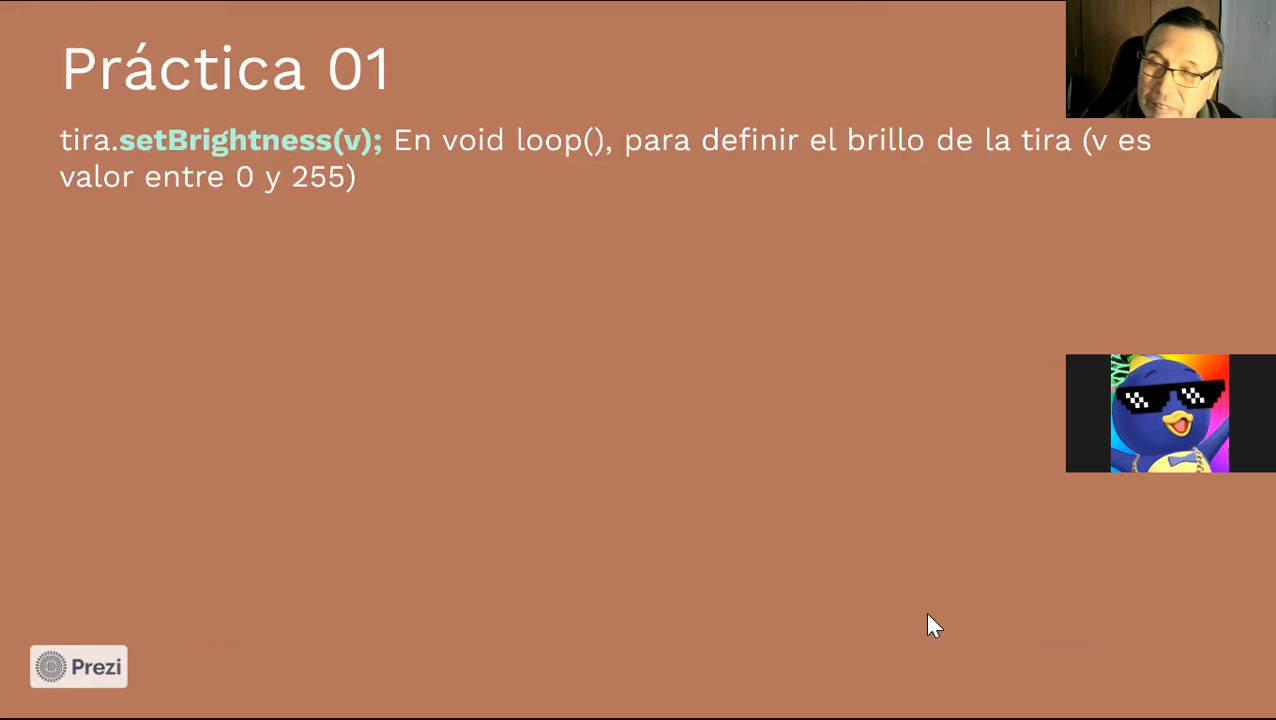 Práctica 01
tira.setBrightness(v); En void loop(), para definir el brillo de la tira (v es
valor entre 0 y 255)
Prezi